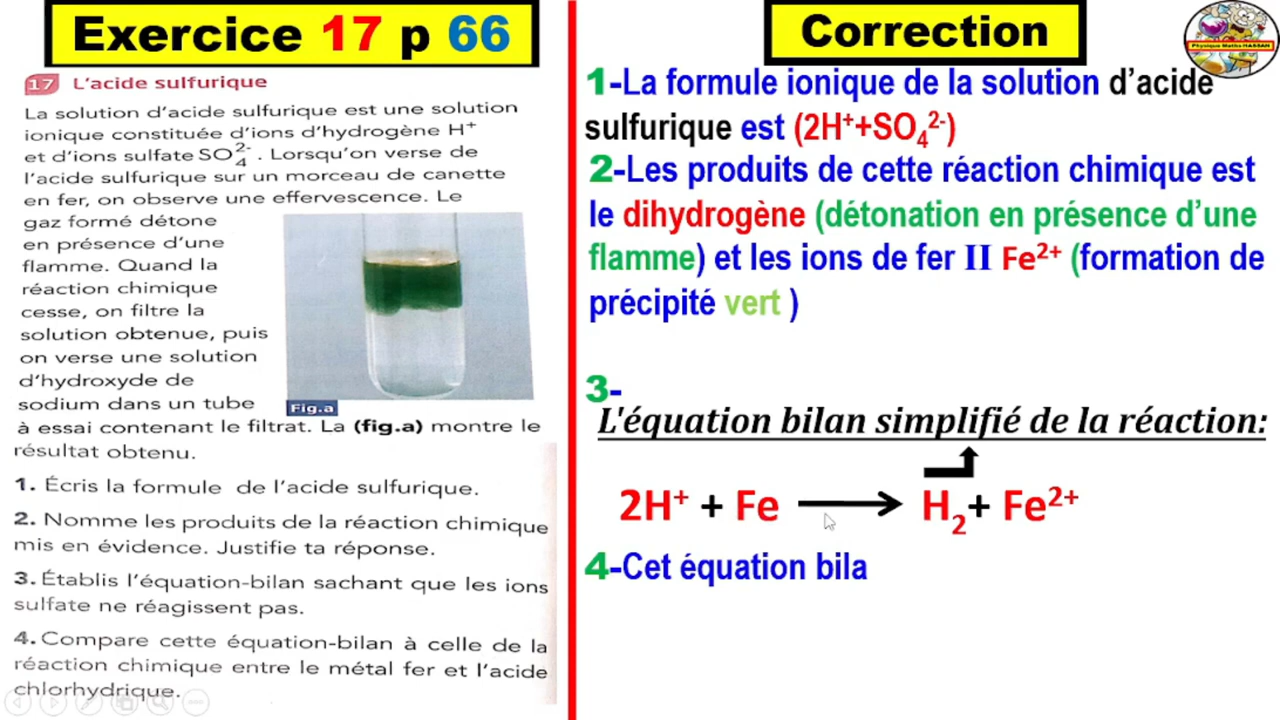 Exercice 17 p 66
17 L'acide sulfurique
La solution d'acide sulfurique est une solution
ionique constituée d'ions d'hydrogène H⁺
et d'ions sulfate SO₄²⁻. Lorsqu'on verse de
l'acide sulfurique sur un morceau de canette
en fer, on observe une effervescence. Le
gaz formé détone
en présence d'une
flamme. Quand la
réaction chimique
cesse, on filtre la
solution obtenue, puis
on verse une solution
d'hydroxyde de
sodium dans un tube
Fig.a
à essai contenant le filtrat. La (fig.a) montre le
résultat obtenu.
1. Écris la formule de l'acide sulfurique.
2. Nomme les produits de la réaction chimique
mis en évidence. Justifie ta réponse.
3. Établis l'équation-bilan sachant que les ions
sulfate ne réagissent pas.
4. Compare cette équation-bilan à celle de la
réaction chimique entre le métal fer et l'acide
chlorhydrique.
Correction
Physique Maths HASSAN
1-La formule ionique de la solution d'acide
sulfurique est (2H⁺+SO₄²⁻)
2-Les produits de cette réaction chimique est
le dihydrogène (détonation en présence d'une
flamme) et les ions de fer II Fe²⁺ (formation de
précipité vert )
3-
L'équation bilan simplifié de la réaction:
2H⁺ + Fe ⟶ H₂+ Fe²⁺
4-Cet équation bila